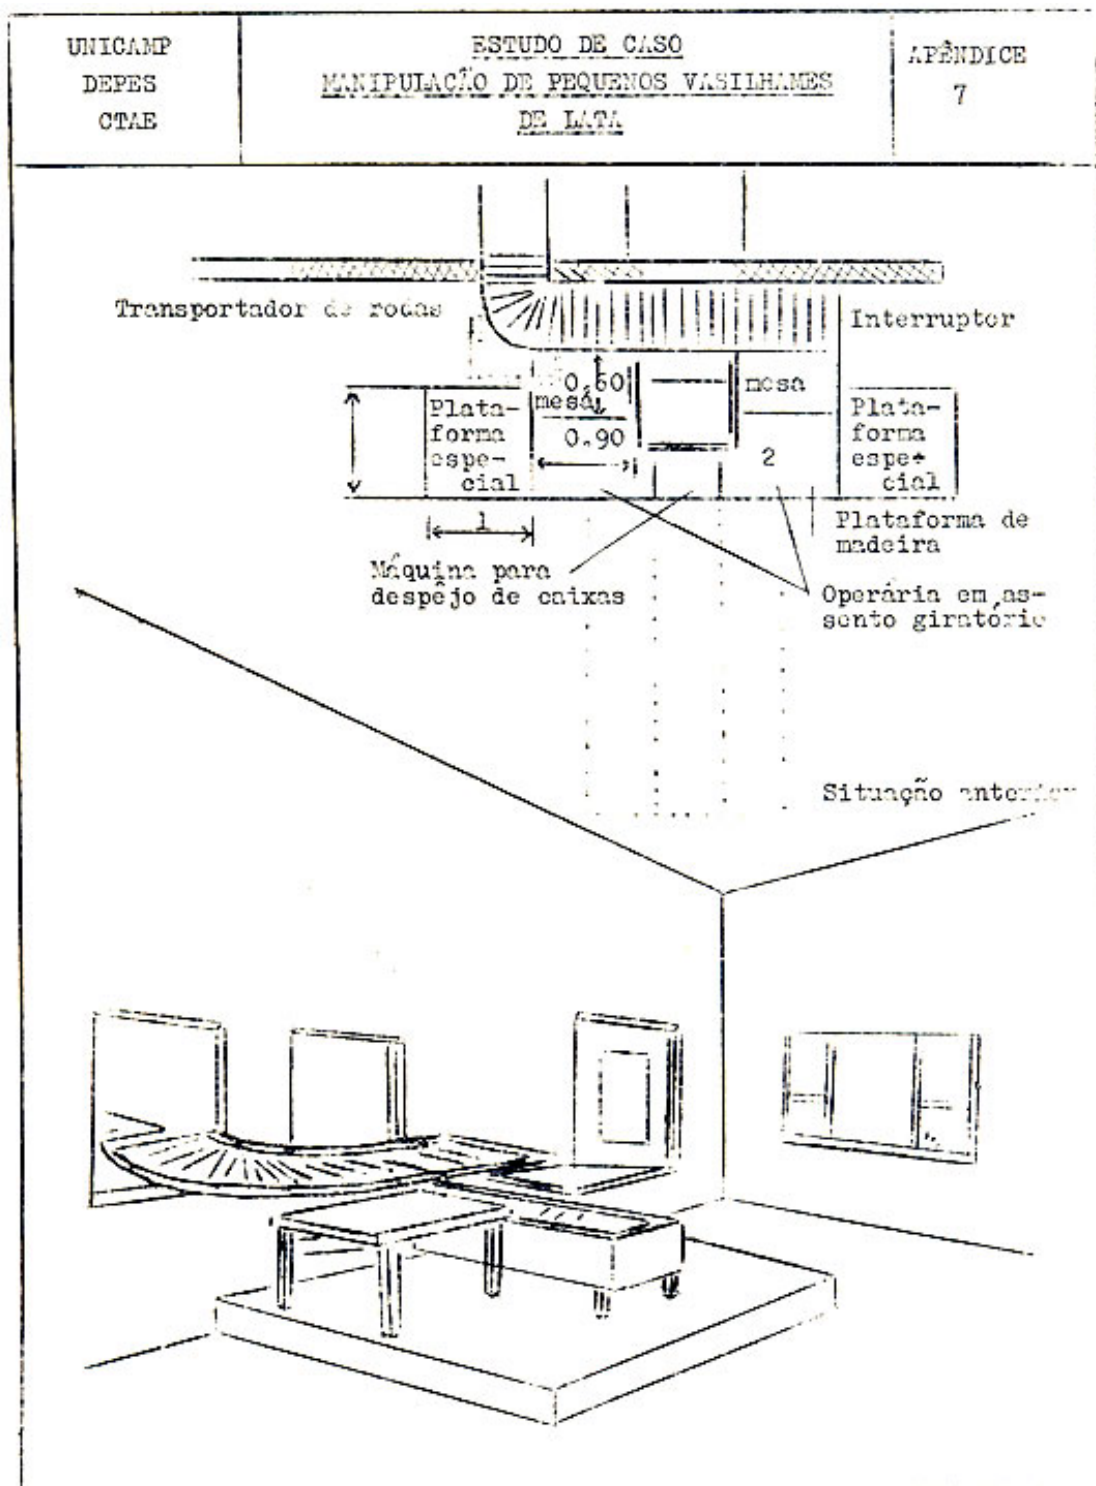 UNICAMP
DEPES
CTAE
ESTUDO DE CASO
MANIPULAÇÃO DE PEQUENOS VASILHAMES
DE LATA
APÊNDICE
7
Transportador de rodas
Interruptor
0.60
mesa
mesa
0.90
Plata-
forma
espe-
cial
2
Plata-
forma
espe-
cial
1
Plataforma de
madeira
Máquina para
despêjo de caixas
Operária em as-
sento giratório
Situação anterior